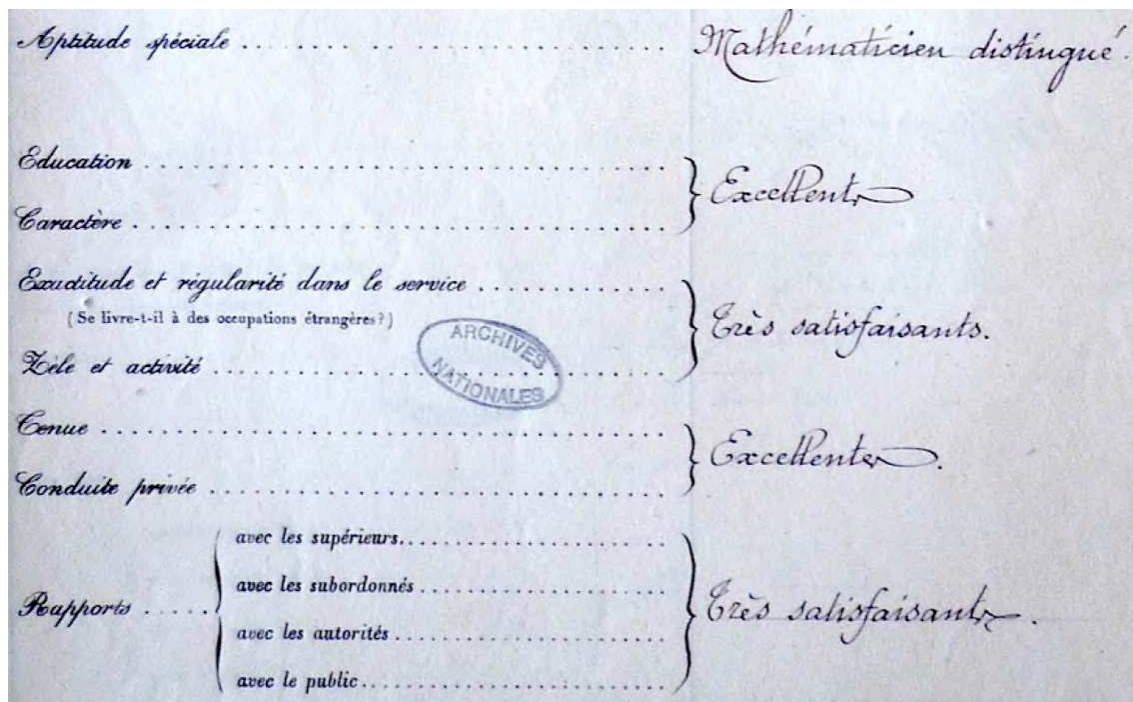 Aptitude spéciale ........ Mathématicien distingué.
Education ........
Caractère ........
Excellents
Exactitude et régularité dans le service ........
(Se livre-t-il à des occupations étrangères?)
Très satisfaisants.
Zèle et activité ........
ARCHIVES
NATIONALES
Tenue ........
Excellentes.
Conduite privée ........
Rapports ........
avec les supérieurs........
avec les subordonnés ........
Très satisfaisants.
avec les autorités ........
avec le public........